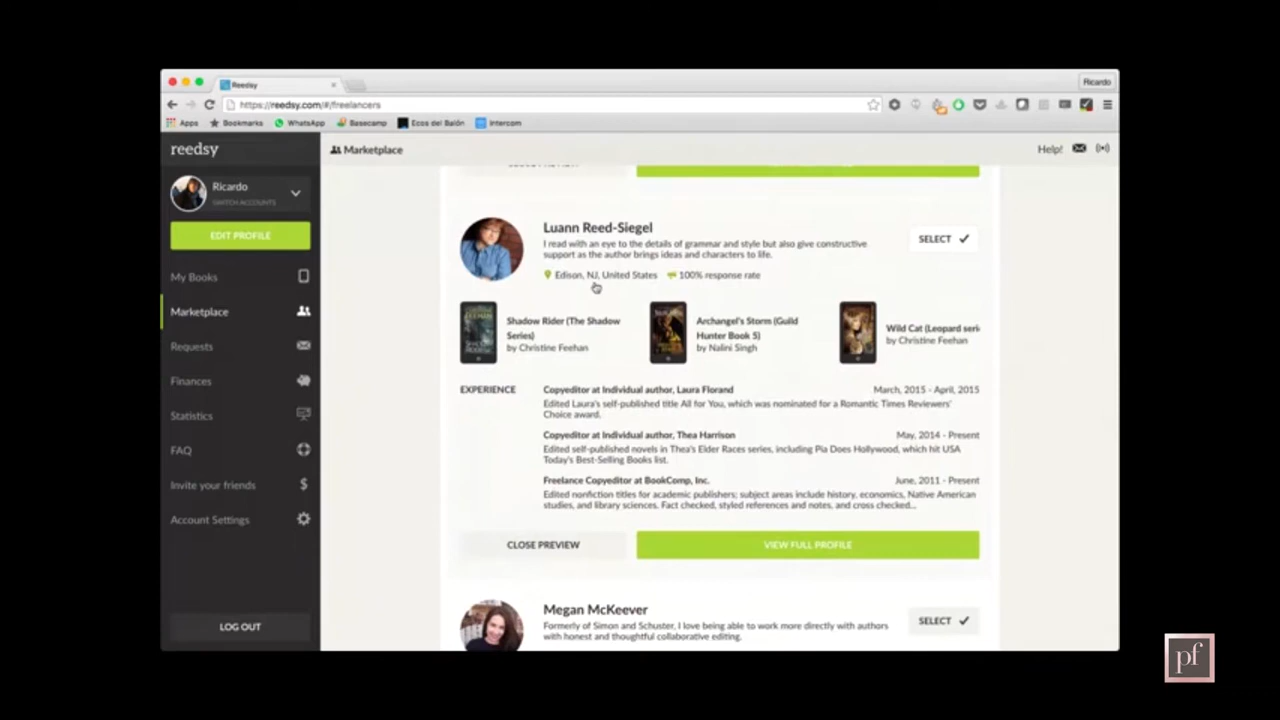 Reedsy
Ricardo
https://reedsy.com/#/freelancers
Apps Bookmarks WhatsApp Basecamp Ecos del Balón Intercom
reedsy
Marketplace
Help!
Ricardo
SWITCH ACCOUNTS
EDIT PROFILE
My Books
Marketplace
Requests
Finances
Statistics
FAQ
Invite your friends
Account Settings
LOG OUT
Luann Reed-Siegel
I read with an eye to the details of grammar and style but also give constructive
support as the author brings ideas and characters to life.
SELECT
Edison, NJ, United States 100% response rate
Shadow Rider (The Shadow
Series)
by Christine Feehan
Archangel's Storm (Guild
Hunter Book 5)
by Nalini Singh
Wild Cat (Leopard seri
by Christine Feehan
EXPERIENCE
Copyeditor at Individual author, Laura Florand March, 2015 - April, 2015
Edited Laura's self-published title All for You, which was nominated for a Romantic Times Reviewers'
Choice award.
Copyeditor at Individual author, Thea Harrison May, 2014 - Present
Edited self-published novels in Thea's Elder Races series, including Pia Does Hollywood, which hit USA
Today's Best-Selling Books list.
Freelance Copyeditor at BookComp, Inc. June, 2011 - Present
Edited nonfiction titles for academic publishers; subject areas include history, economics, Native American
studies, and library sciences. Fact checked, styled references and notes, and cross checked...
CLOSE PREVIEW
VIEW FULL PROFILE
Megan McKeever
Formerly of Simon and Schuster, I love being able to work more directly with authors
with honest and thoughtful collaborative editing.
SELECT
pf